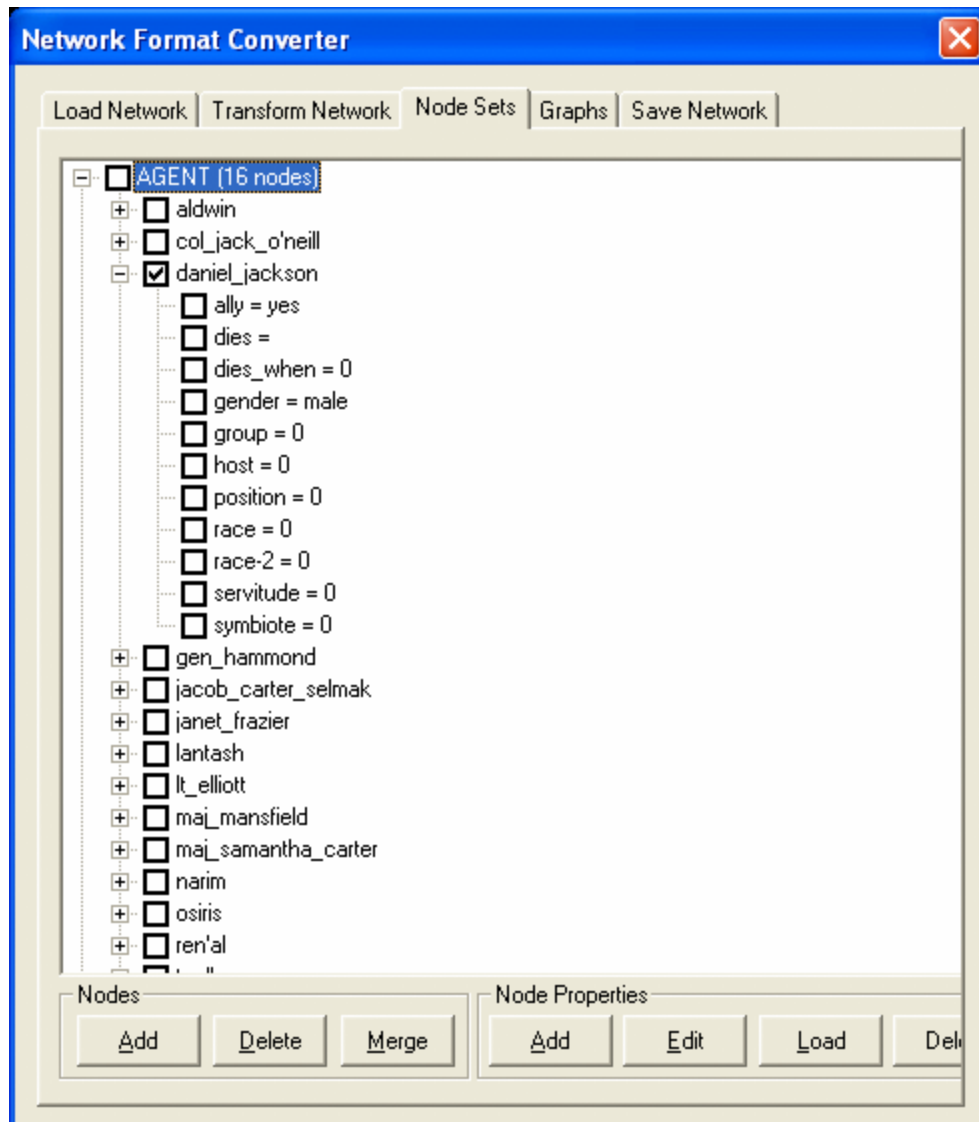 Network Format Converter
Load Network Transform Network Node Sets Graphs Save Network
AGENT (16 nodes)
aldwin
col_jack_o'neill
daniel_jackson
ally = yes
dies =
dies_when = 0
gender = male
group = 0
host = 0
position = 0
race = 0
race-2 = 0
servitude = 0
symbiote = 0
gen_hammond
jacob_carter_selmak
janet_frazier
lantash
lt_elliott
maj_mansfield
maj_samantha_carter
narim
osiris
ren'al
Nodes Node Properties
Add Delete Merge Add Edit Load